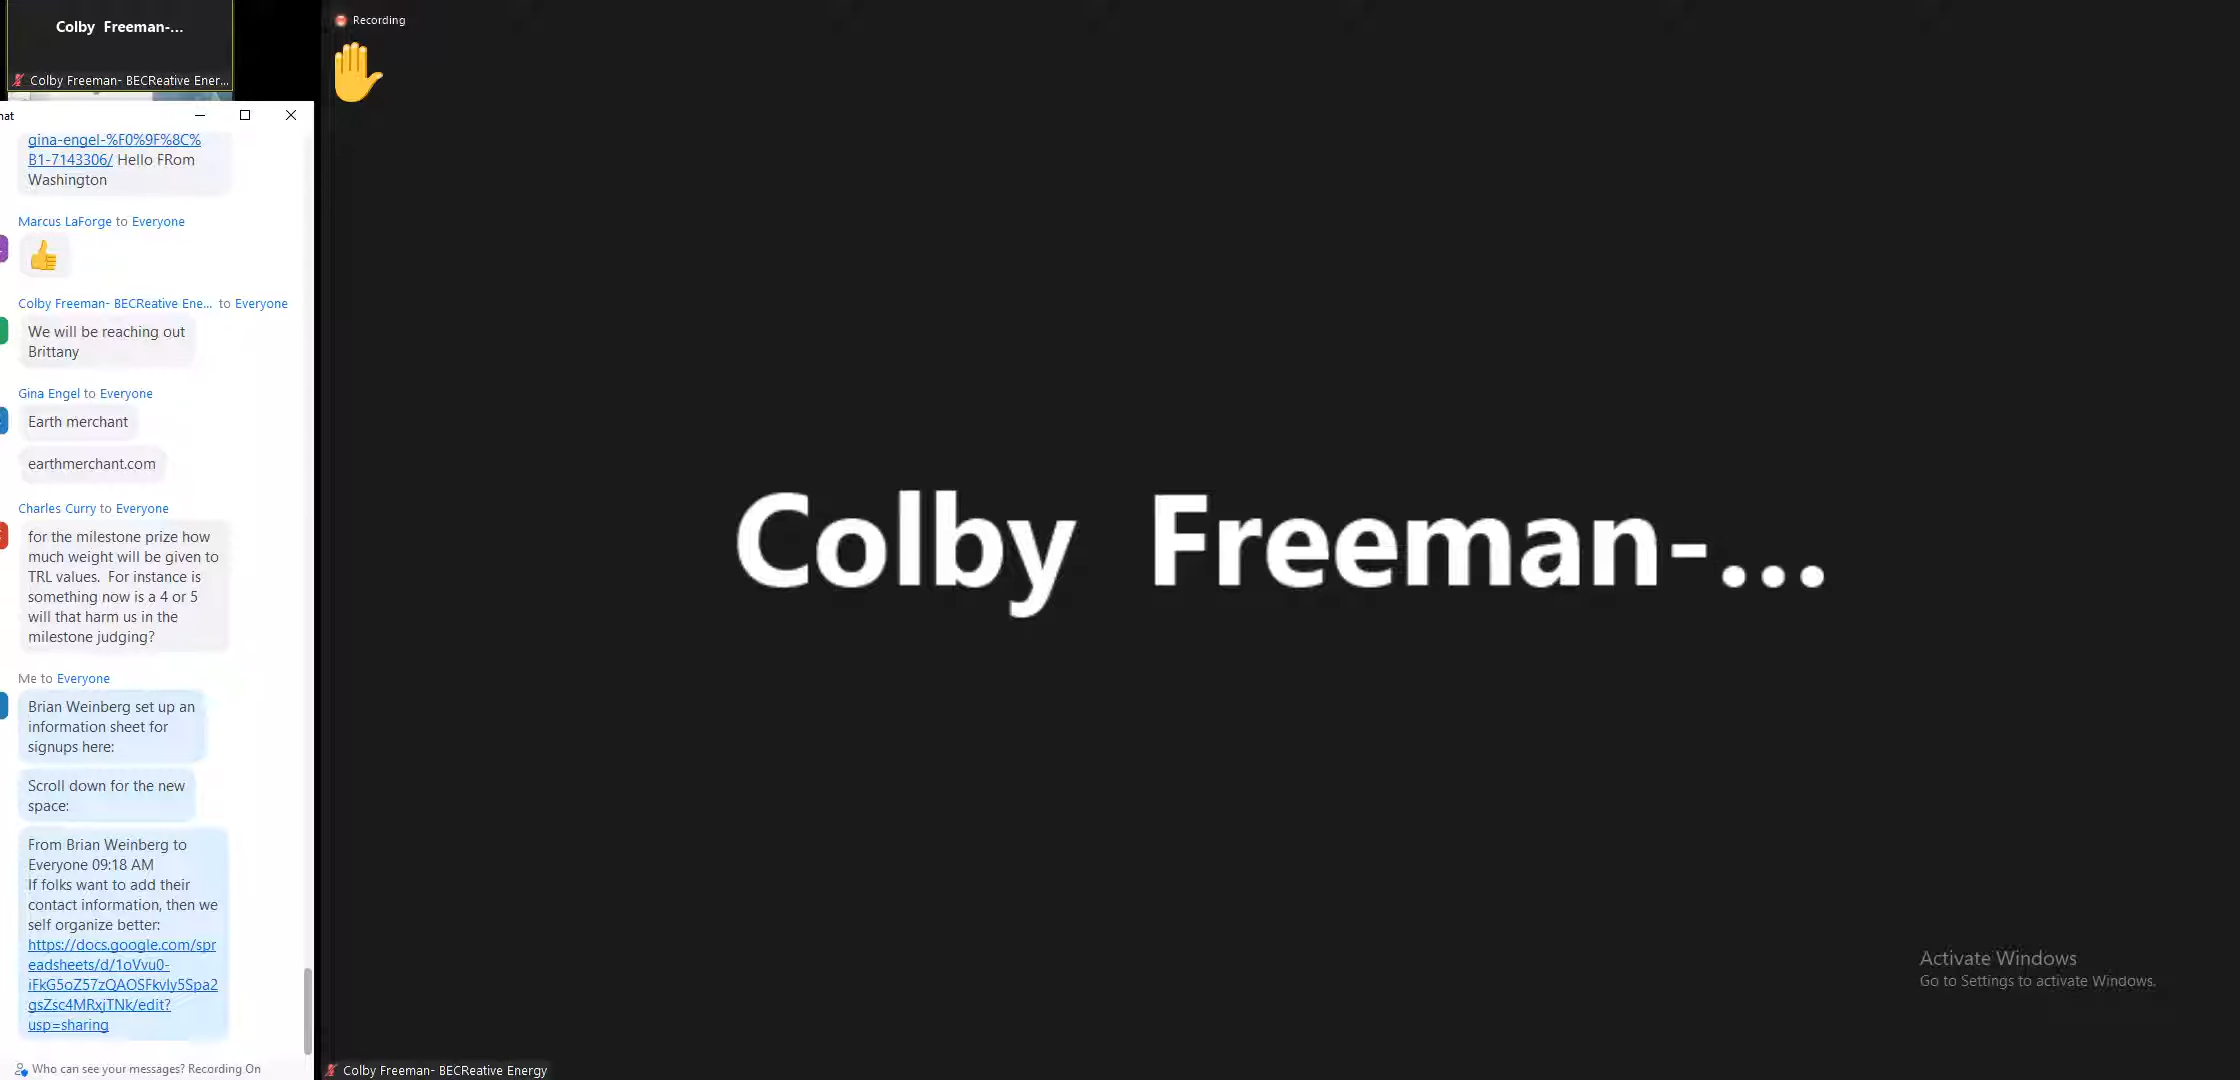 Colby Freeman-...
Colby Freeman- BECReative Ener...
Recording
hat
gina-engel-%F0%9F%8C%
B1-7143306/ Hello FRom
Washington
Marcus LaForge to Everyone
👍
Colby Freeman- BECReative Ene... to Everyone
We will be reaching out
Brittany
Gina Engel to Everyone
Earth merchant
earthmerchant.com
Charles Curry to Everyone
for the milestone prize how
much weight will be given to
TRL values. For instance is
something now is a 4 or 5
will that harm us in the
milestone judging?
Me to Everyone
Brian Weinberg set up an
information sheet for
signups here:
Scroll down for the new
space:
From Brian Weinberg to
Everyone 09:18 AM
If folks want to add their
contact information, then we
self organize better:
https://docs.google.com/spr
eadsheets/d/1oVvu0-
iFkG5oZ57zQAOSFkvly5Spa2
gsZsc4MRxjTNk/edit?
usp=sharing
Who can see your messages? Recording On
Colby Freeman-...
Activate Windows
Go to Settings to activate Windows.
Colby Freeman- BECReative Energy